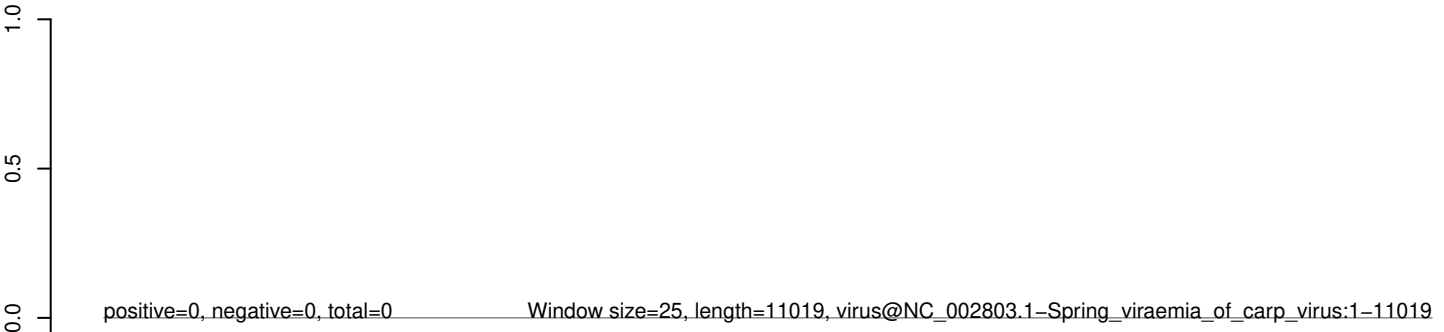 1.0
0.5
0.0
positive=0, negative=0, total=0 Window size=25, length=11019, virus@NC_002803.1−Spring_viraemia_of_carp_virus:1−11019